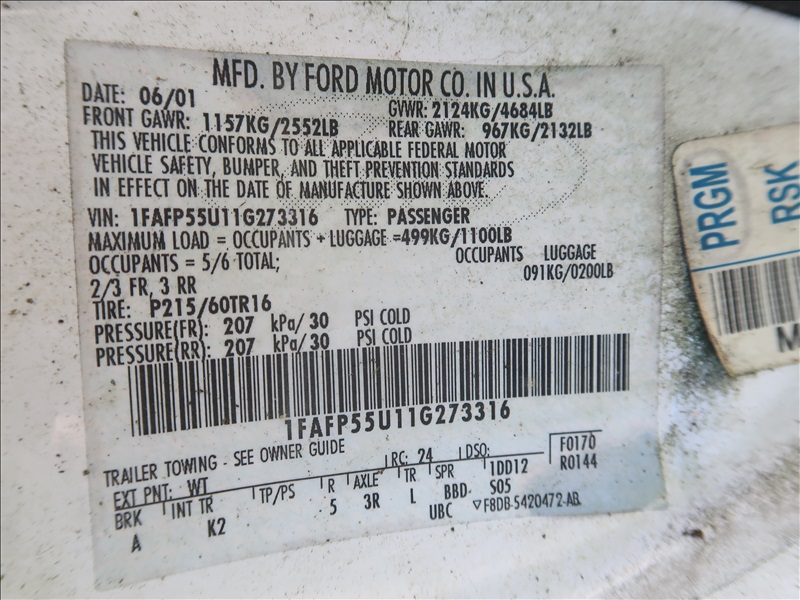 MFD. BY FORD MOTOR CO. IN U.S.A.
DATE: 06/01 GVWR: 2124KG/4684LB
FRONT GAWR: 1157KG/2552LB REAR GAWR: 967KG/2132LB
THIS VEHICLE CONFORMS TO ALL APPLICABLE FEDERAL MOTOR
VEHICLE SAFETY, BUMPER, AND THEFT PREVENTION STANDARDS
IN EFFECT ON THE DATE OF MANUFACTURE SHOWN ABOVE.
VIN: 1FAFP55U11G273316 TYPE: PASSENGER
MAXIMUM LOAD = OCCUPANTS + LUGGAGE =499KG/1100LB
OCCUPANTS = 5/6 TOTAL; OCCUPANTS LUGGAGE
2/3 FR, 3 RR 091KG/0200LB
TIRE: P215/60TR16
PRESSURE(FR): 207 kPa/30 PSI COLD
PRESSURE(RR): 207 kPa/30 PSI COLD
1FAFP55U11G273316
TRAILER TOWING - SEE OWNER GUIDE
EXT PNT: WT RC: 24 DSO: F0170
BRK INT TR TP/PS R AXLE TR SPR 1DD12 R0144
A K2 5 3R L BBD S05
UBC F8DB-5420472-AB
PRGM
RSK
M